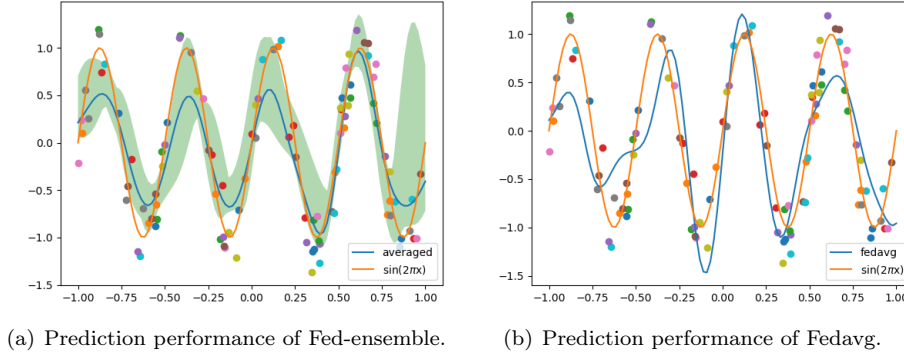 1.0
0.5
0.0
−0.5
−1.0
−1.5
−1.00 −0.75 −0.50 −0.25 0.00 0.25 0.50 0.75 1.00
averaged
sin(2πx)
(a) Prediction performance of Fed-ensemble.
1.0
0.5
0.0
−0.5
−1.0
−1.5
−1.00 −0.75 −0.50 −0.25 0.00 0.25 0.50 0.75 1.00
fedavg
sin(2πx)
(b) Prediction performance of Fedavg.